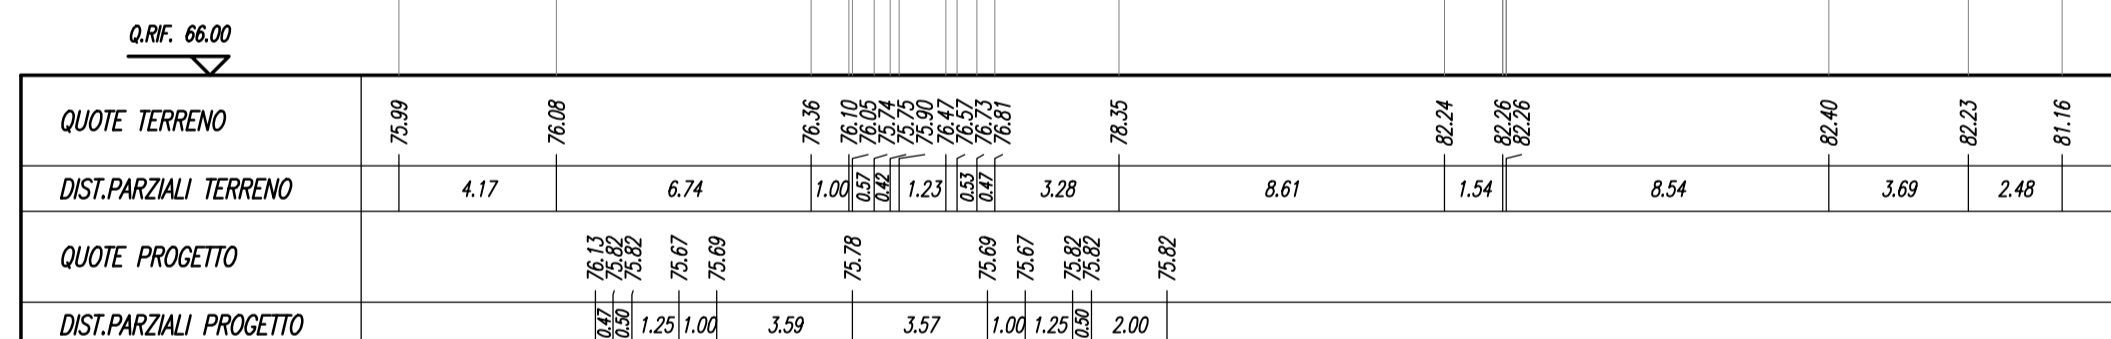 Q.RIF. 66.00
QUOTE TERRENO 75.99 76.08 76.36 76.10 76.05 75.74 75.75 75.90 76.47 76.57 76.73 76.81 78.35 82.24 82.26 82.26 82.40 82.23 81.16
DIST.PARZIALI TERRENO 4.17 6.74 1.00 0.57 0.42 1.23 0.53 0.47 3.28 8.61 1.54 8.54 3.69 2.48
QUOTE PROGETTO 76.13 75.82 75.82 75.67 75.69 75.78 75.69 75.67 75.82 75.82 75.82
DIST.PARZIALI PROGETTO 0.47 0.50 1.25 1.00 3.59 3.57 1.00 1.25 0.50 2.00